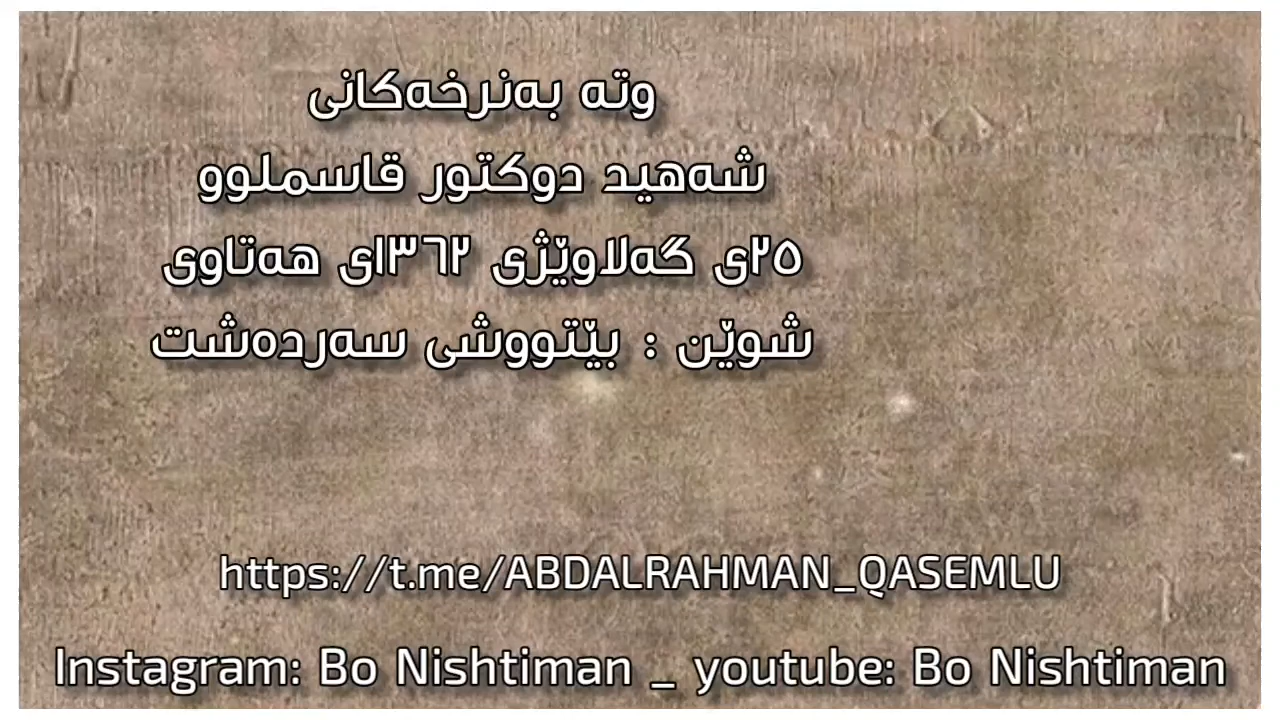 وتە بەنرخەکانی
شەهید دوکتور قاسملوو
٢٥ی گەلاوێژی ١٣٦٢ی هەتاوی
شوێن : بێتووشی سەردەشت
https://t.me/ABDALRAHMAN_QASEMLU
Instagram: Bo Nishtiman _ youtube: Bo Nishtiman